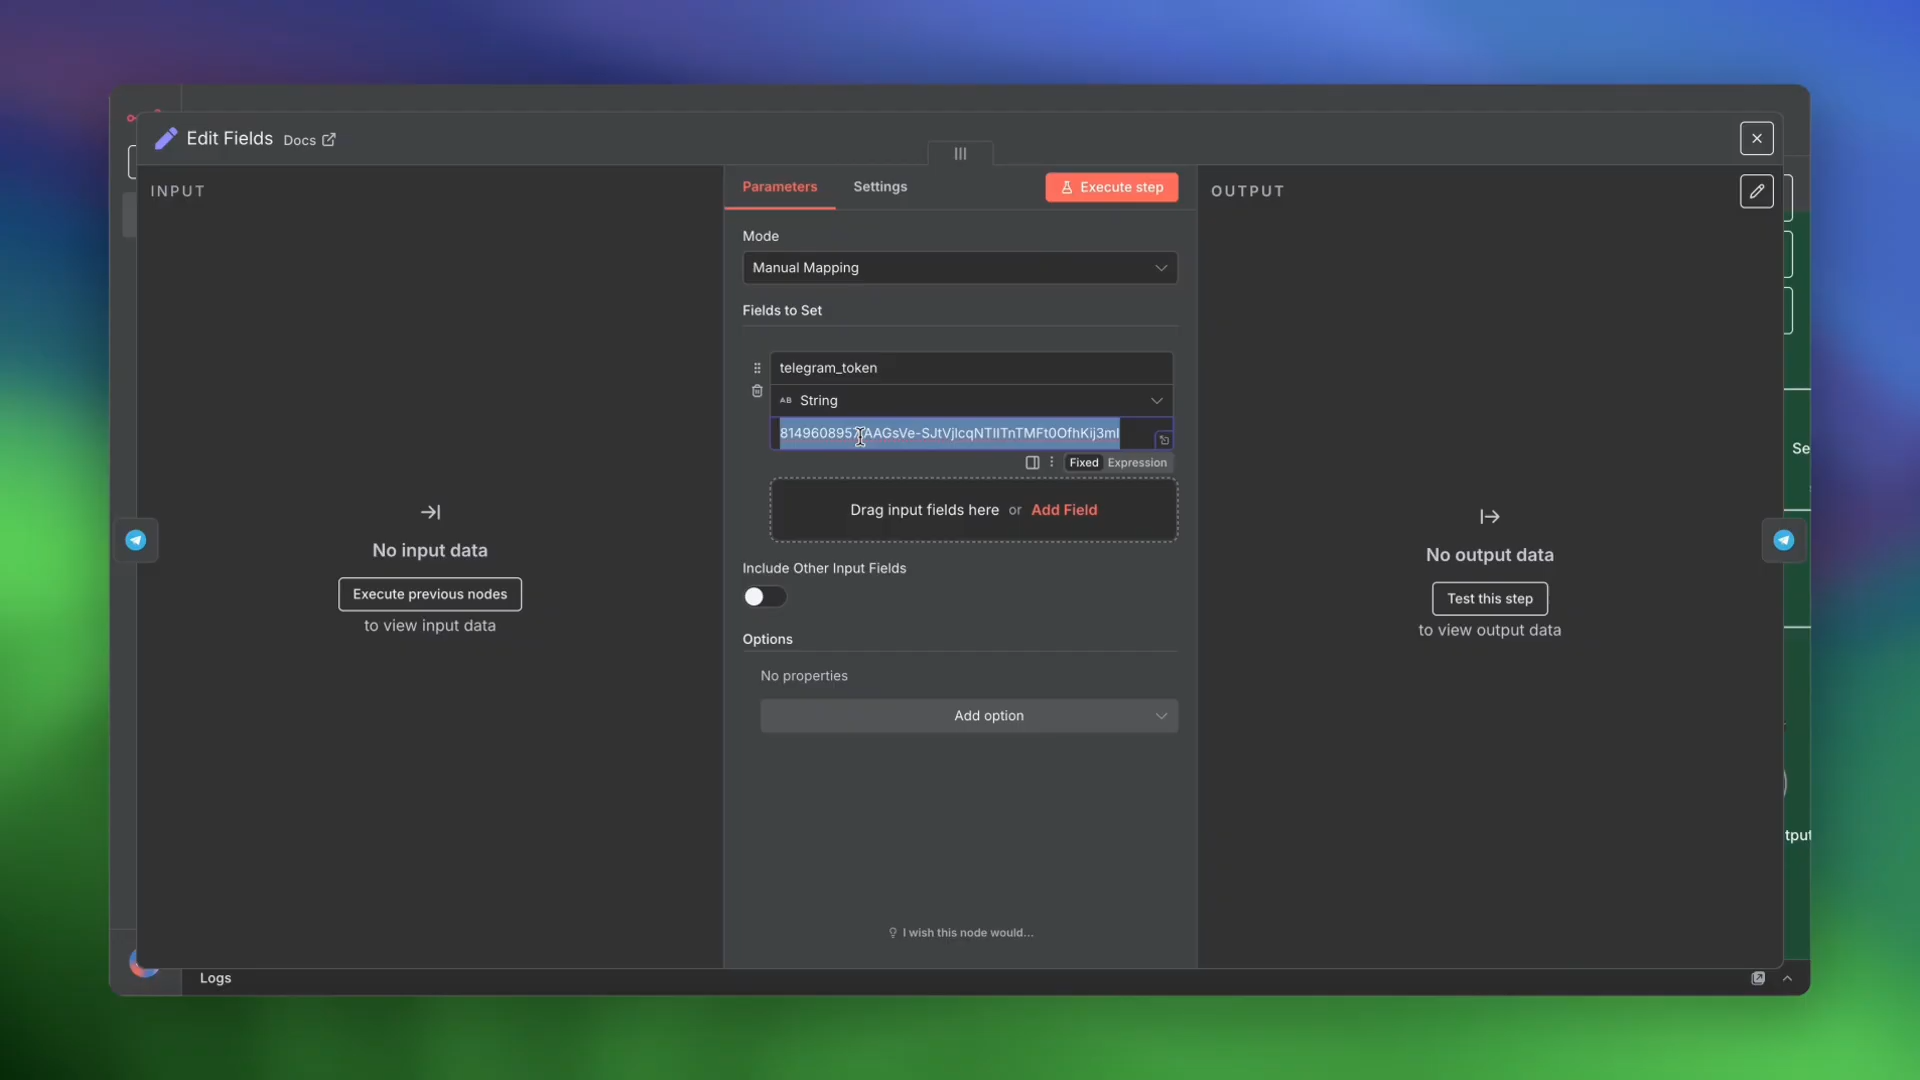 Edit Fields Docs
INPUT
Parameters Settings Execute step
OUTPUT
Mode
Manual Mapping
Fields to Set
telegram_token
AB String
Fixed Expression
Drag input fields here or Add Field
No input data
Execute previous nodes
to view input data
No output data
Test this step
to view output data
Include Other Input Fields
Options
No properties
Add option
I wish this node would...
Logs
Se
tput